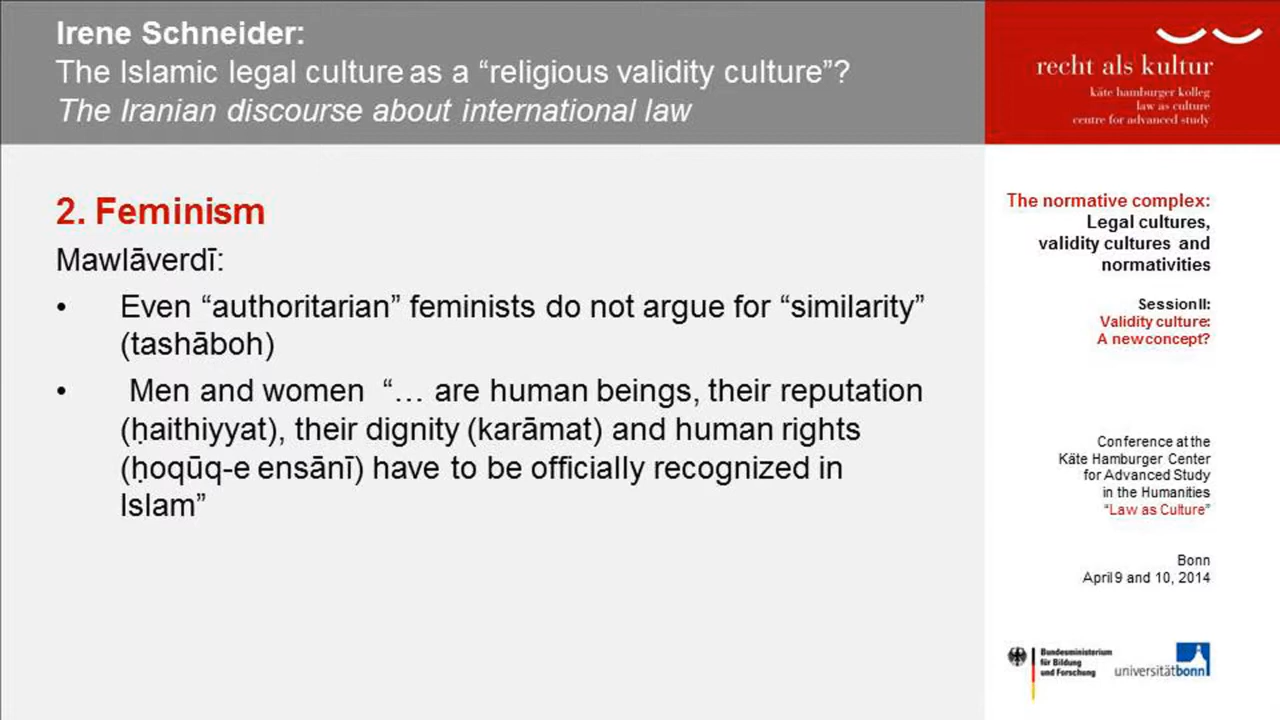 Irene Schneider:
The Islamic legal culture as a “religious validity culture”?
The Iranian discourse about international law
recht als kultur
käte hamburger kolleg
law as culture
centre for advanced study
2. Feminism
Mawlāverdī:
• Even “authoritarian” feminists do not argue for “similarity”
(tashāboh)
• Men and women “… are human beings, their reputation
(ḥaithiyyat), their dignity (karāmat) and human rights
(ḥoqūq-e ensānī) have to be officially recognized in
Islam”
The normative complex:
Legal cultures,
validity cultures and
normativities
Session II:
Validity culture:
A new concept?
Conference at the
Käte Hamburger Center
for Advanced Study
in the Humanities
“Law as Culture”
Bonn
April 9 and 10, 2014
Bundesministerium
für Bildung
und Forschung
universitätbonn